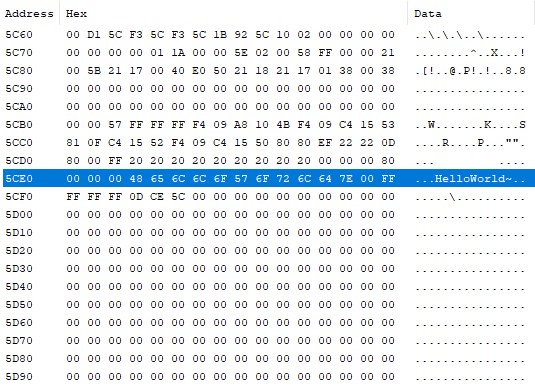 Address Hex Data
5C60 00 D1 5C F3 5C F3 5C 1B 92 5C 10 02 00 00 00 00 ..\.\.\..\......
5C70 00 00 00 00 01 1A 00 00 5E 02 00 58 FF 00 00 21 ........^..X...!
5C80 00 5B 21 17 00 40 E0 50 21 18 21 17 01 38 00 38 .[!..@.P!.!..8.8
5C90 00 00 00 00 00 00 00 00 00 00 00 00 00 00 00 00 ................
5CA0 00 00 00 00 00 00 00 00 00 00 00 00 00 00 00 00 ................
5CB0 00 00 57 FF FF FF F4 09 A8 10 4B F4 09 C4 15 53 ..W.......K....S
5CC0 81 0F C4 15 52 F4 09 C4 15 50 80 80 EF 22 22 0D ....R....P..."".
5CD0 80 00 FF 20 20 20 20 20 20 20 20 00 00 00 00 80 ...        .....
5CE0 00 00 00 48 65 6C 6C 6F 57 6F 72 6C 64 7E 00 FF ...HelloWorld~..
5CF0 FF FF FF 0D CE 5C 00 00 00 00 00 00 00 00 00 00 .....\..........
5D00 00 00 00 00 00 00 00 00 00 00 00 00 00 00 00 00 ................
5D10 00 00 00 00 00 00 00 00 00 00 00 00 00 00 00 00 ................
5D20 00 00 00 00 00 00 00 00 00 00 00 00 00 00 00 00 ................
5D30 00 00 00 00 00 00 00 00 00 00 00 00 00 00 00 00 ................
5D40 00 00 00 00 00 00 00 00 00 00 00 00 00 00 00 00 ................
5D50 00 00 00 00 00 00 00 00 00 00 00 00 00 00 00 00 ................
5D60 00 00 00 00 00 00 00 00 00 00 00 00 00 00 00 00 ................
5D70 00 00 00 00 00 00 00 00 00 00 00 00 00 00 00 00 ................
5D80 00 00 00 00 00 00 00 00 00 00 00 00 00 00 00 00 ................
5D90 00 00 00 00 00 00 00 00 00 00 00 00 00 00 00 00 ................